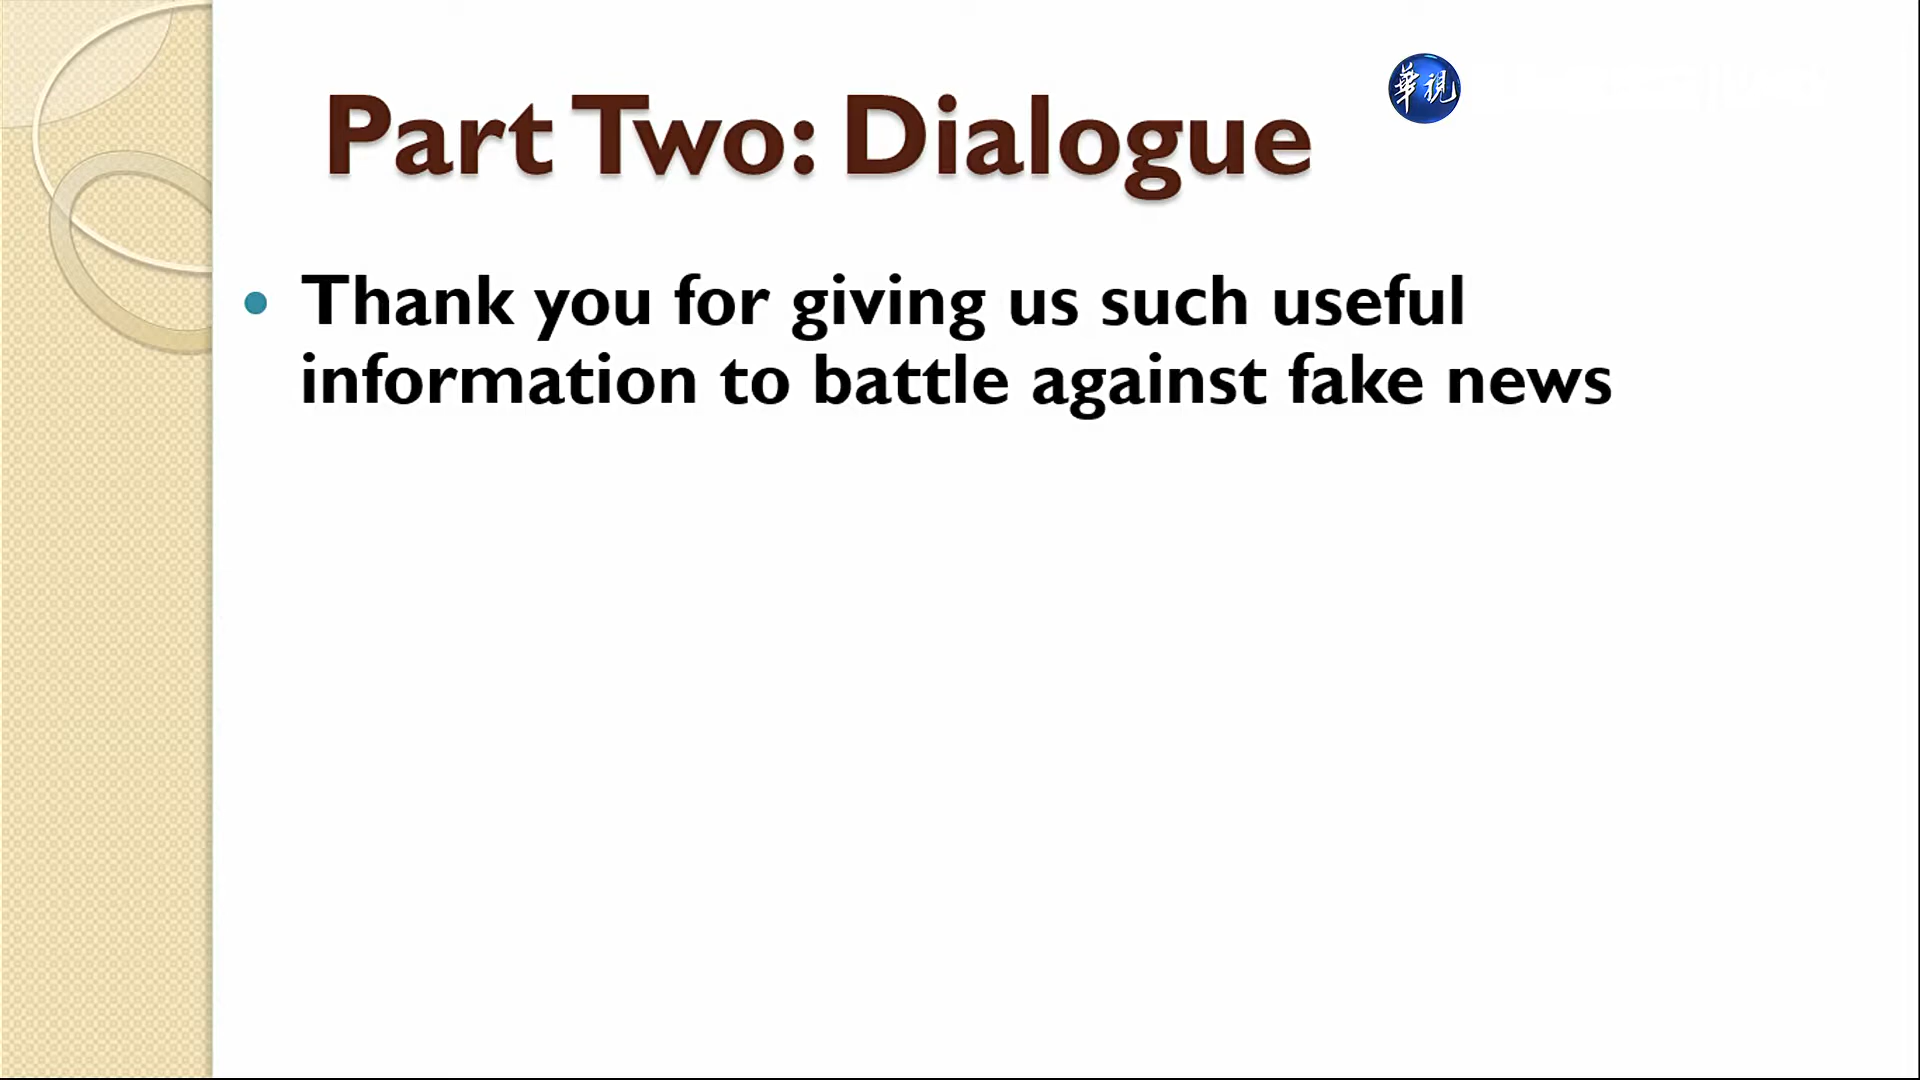 Part Two: Dialogue
華視
• Thank you for giving us such useful
information to battle against fake news